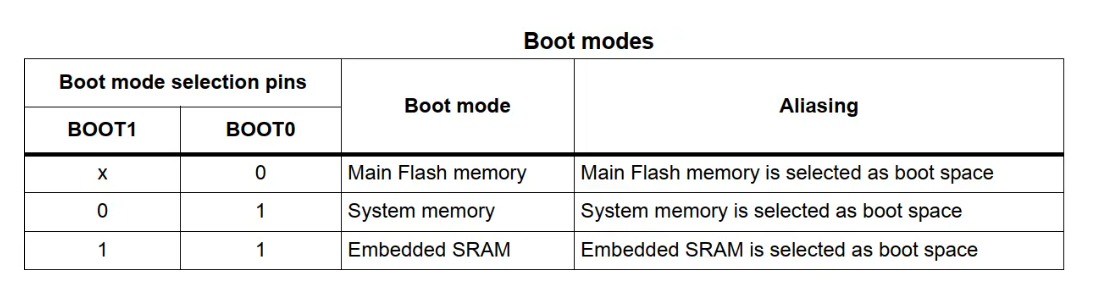 Boot modes
Boot mode selection pins Boot mode Aliasing
BOOT1 BOOT0
x 0 Main Flash memory Main Flash memory is selected as boot space
0 1 System memory System memory is selected as boot space
1 1 Embedded SRAM Embedded SRAM is selected as boot space